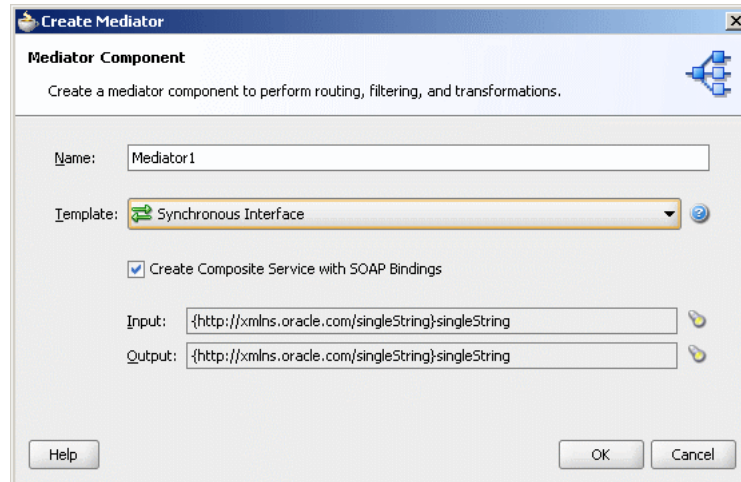 Create Mediator
Mediator Component
Create a mediator component to perform routing, filtering, and transformations.
Name: Mediator1
Template: Synchronous Interface
Create Composite Service with SOAP Bindings
Input: {http://xmlns.oracle.com/singleString}singleString
Output: {http://xmlns.oracle.com/singleString}singleString
Help OK Cancel